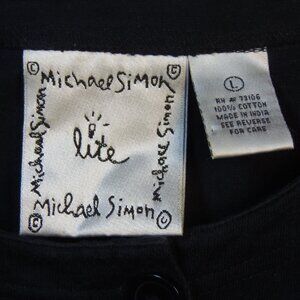 © Michael Simon ©
Michael Simon
lite
Michael Simon
© Michael Simon ©
L
RN # 73106
100% COTTON
MADE IN INDIA
SEE REVERSE
FOR CARE